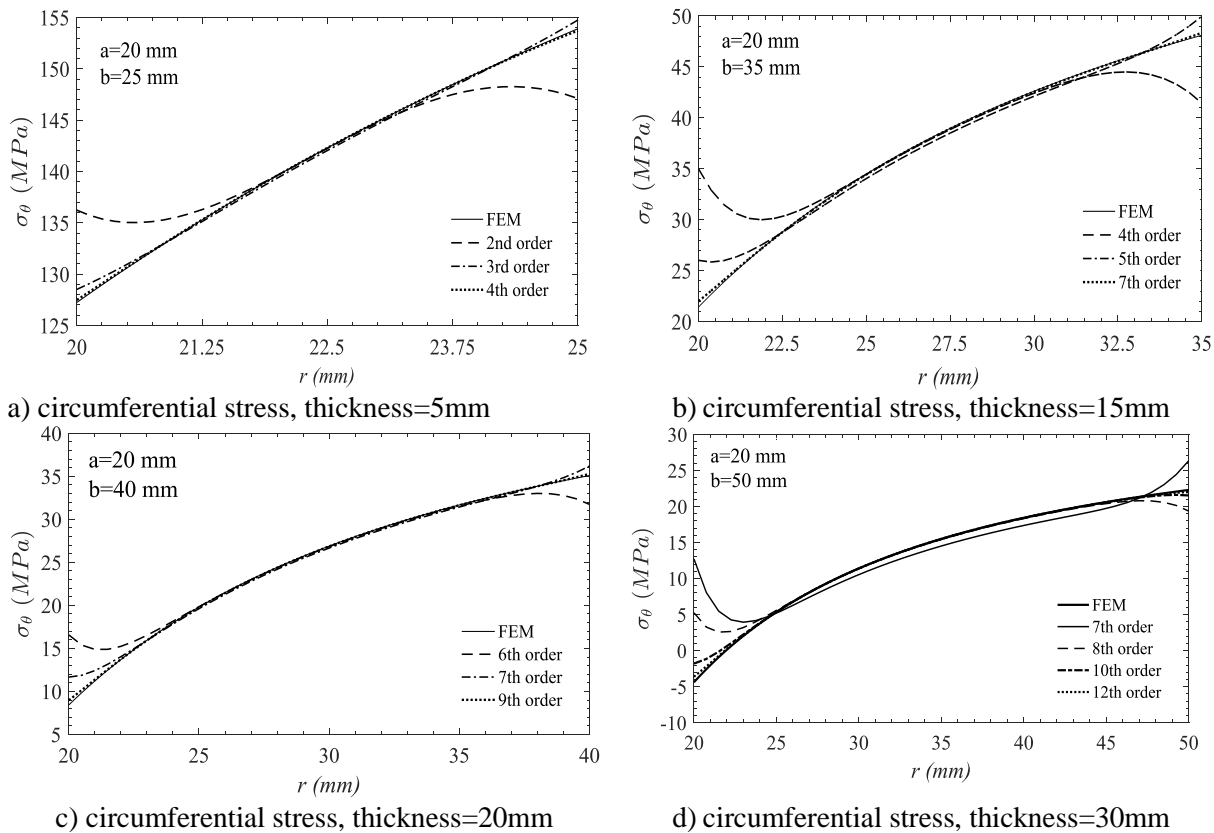 155
150
145
140
135
130
125
σθ (MPa)
a=20 mm
b=25 mm
FEM
2nd order
3rd order
4th order
20 21.25 22.5 23.75 25
r (mm)
a) circumferential stress, thickness=5mm
50
45
40
35
30
25
20
σθ (MPa)
a=20 mm
b=35 mm
FEM
4th order
5th order
7th order
20 22.5 25 27.5 30 32.5 35
r (mm)
b) circumferential stress, thickness=15mm
40
35
30
25
20
15
10
5
σθ (MPa)
a=20 mm
b=40 mm
FEM
6th order
7th order
9th order
20 25 30 35 40
r (mm)
c) circumferential stress, thickness=20mm
30
25
20
15
10
5
0
-5
-10
σθ (MPa)
a=20 mm
b=50 mm
FEM
7th order
8th order
10th order
12th order
20 25 30 35 40 45 50
r (mm)
d) circumferential stress, thickness=30mm